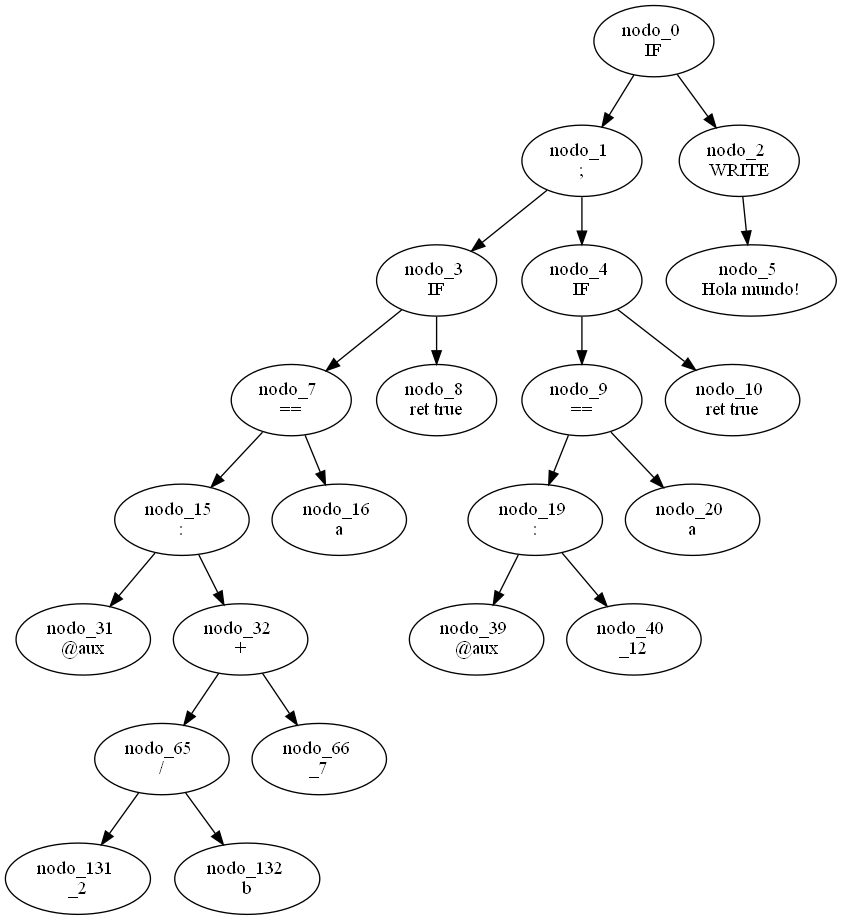 nodo_0
IF
nodo_1
;
nodo_2
WRITE
nodo_3
IF
nodo_4
IF
nodo_5
Hola mundo!
nodo_7
==
nodo_8
ret true
nodo_9
==
nodo_10
ret true
nodo_15
:
nodo_16
a
nodo_19
:
nodo_20
a
nodo_31
@aux
nodo_32
+
nodo_39
@aux
nodo_40
_12
nodo_65
/
nodo_66
_7
nodo_131
_2
nodo_132
b